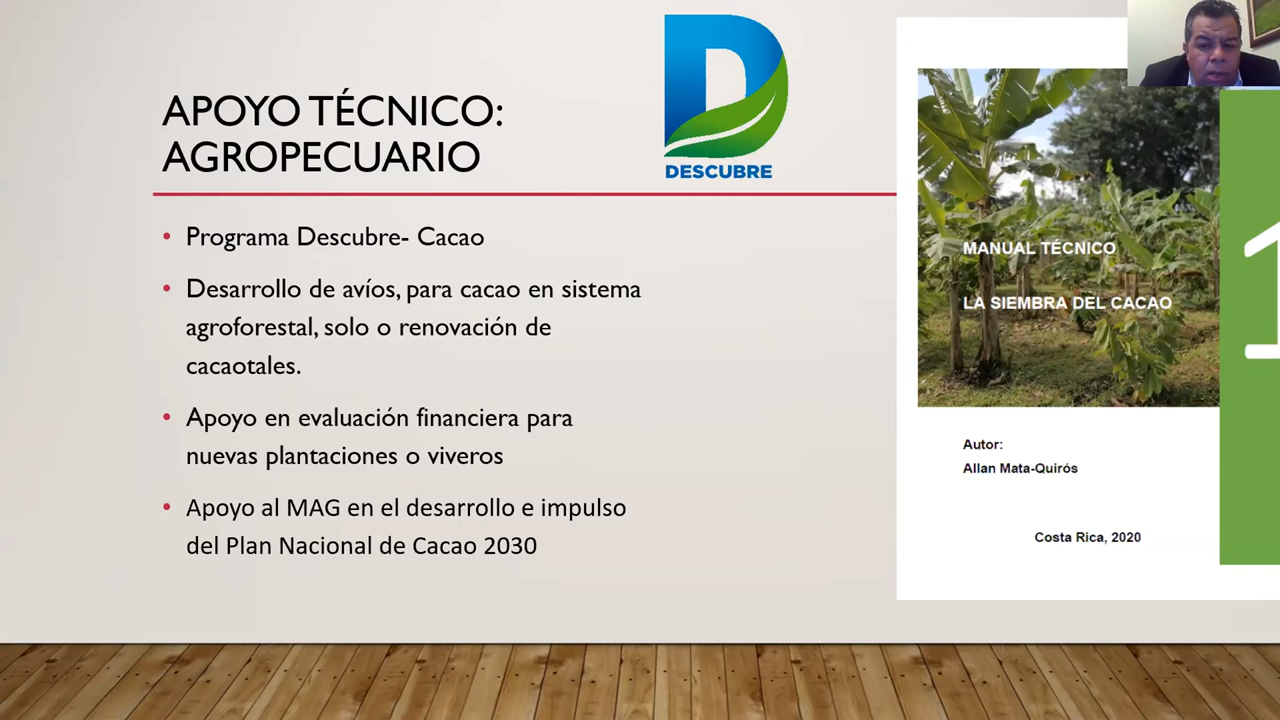 APOYO TÉCNICO:
AGROPECUARIO
DESCUBRE
• Programa Descubre- Cacao
• Desarrollo de avíos, para cacao en sistema
agroforestal, solo o renovación de
cacaotales.
• Apoyo en evaluación financiera para
nuevas plantaciones o viveros
• Apoyo al MAG en el desarrollo e impulso
del Plan Nacional de Cacao 2030
MANUAL TÉCNICO
LA SIEMBRA DEL CACAO
1
Autor:
Allan Mata-Quirós
Costa Rica, 2020